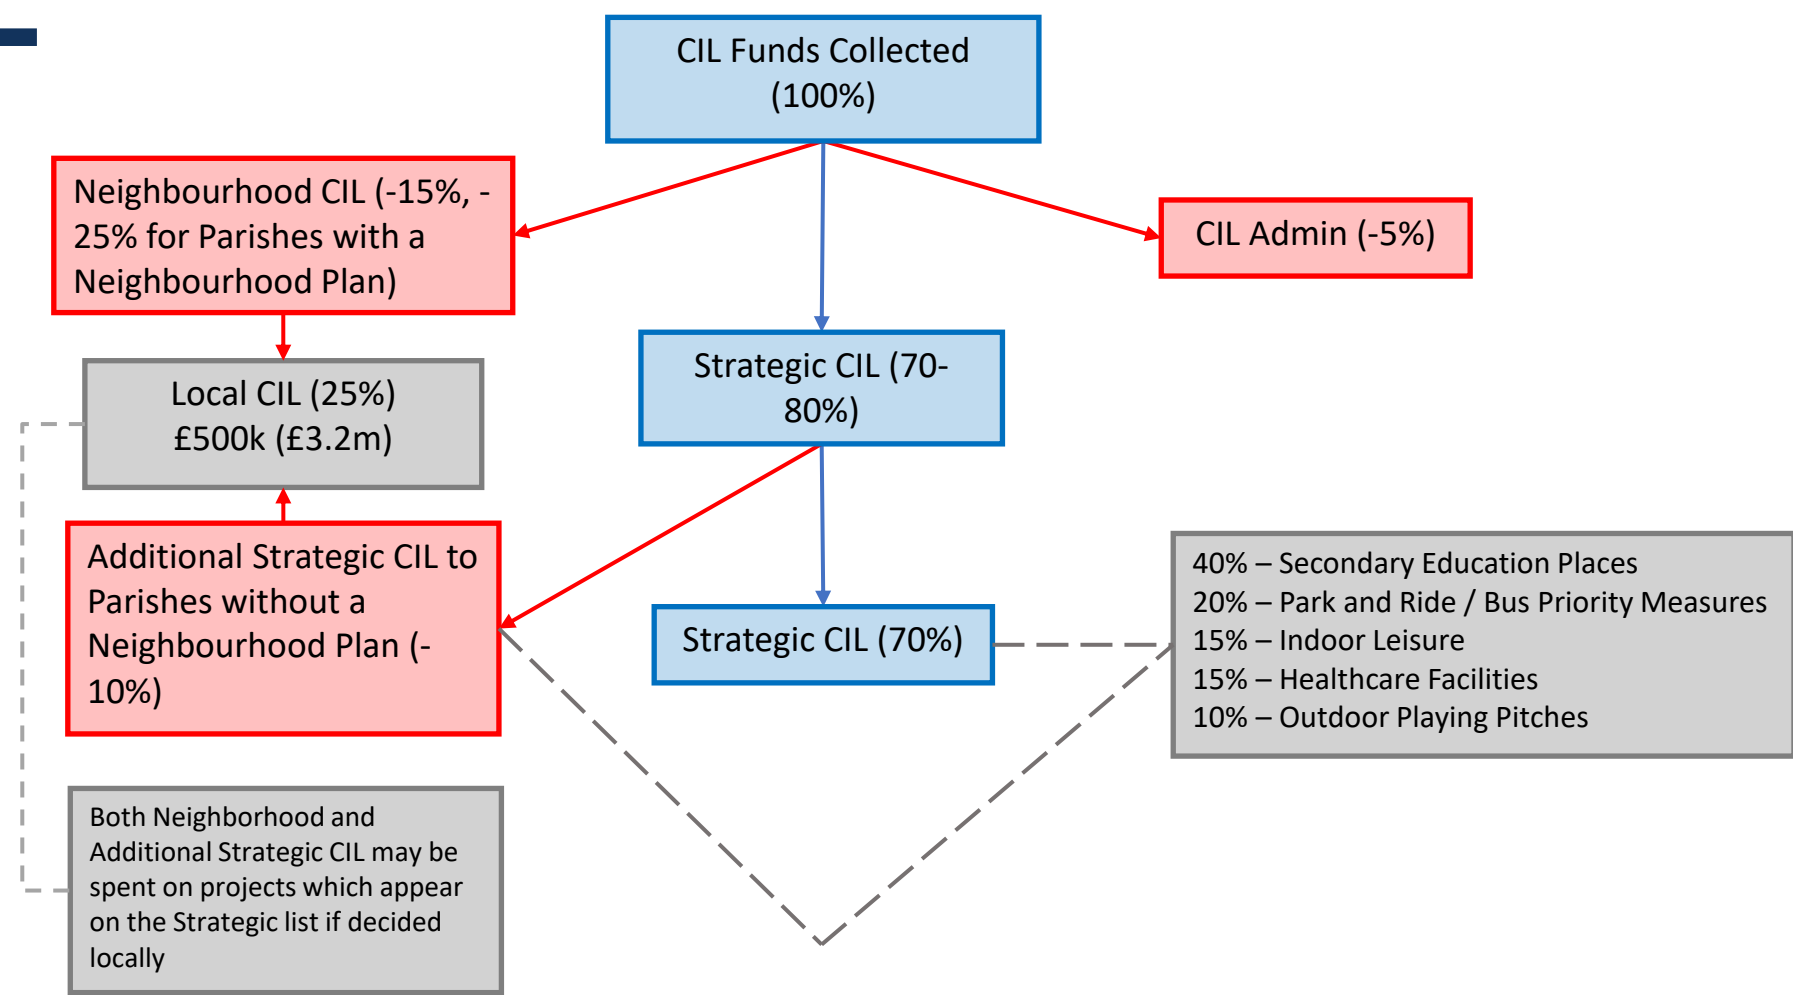 CIL Funds Collected
(100%)
Neighbourhood CIL (-15%, -
25% for Parishes with a
Neighbourhood Plan)
CIL Admin (-5%)
Local CIL (25%)
£500k (£3.2m)
Strategic CIL (70-
80%)
Additional Strategic CIL to
Parishes without a
Neighbourhood Plan (-
10%)
Strategic CIL (70%)
40% – Secondary Education Places
20% – Park and Ride / Bus Priority Measures
15% – Indoor Leisure
15% – Healthcare Facilities
10% – Outdoor Playing Pitches
Both Neighborhood and
Additional Strategic CIL may be
spent on projects which appear
on the Strategic list if decided
locally